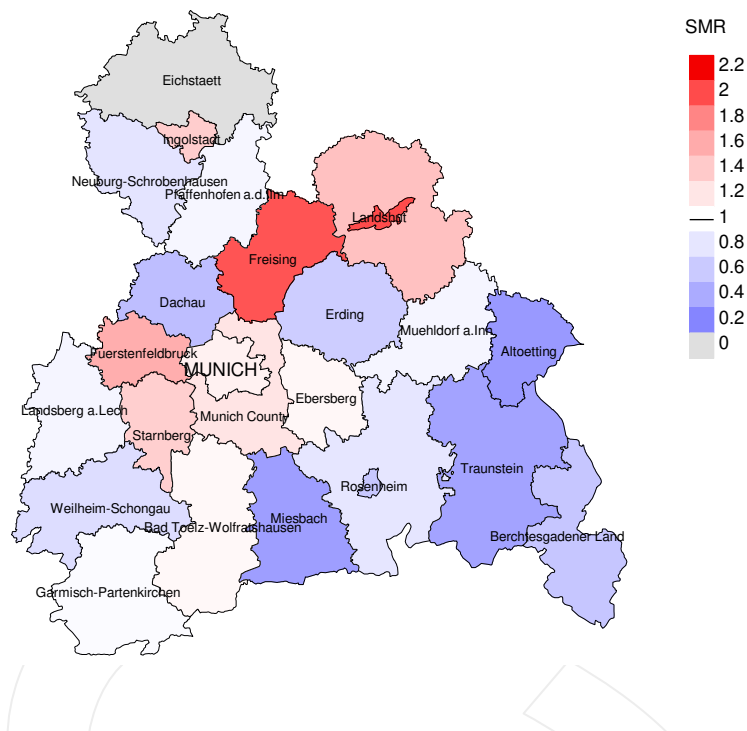 SMR
2.2
2
1.8
1.6
1.4
1.2
1
0.8
0.6
0.4
0.2
0
Eichstaett
Ingolstadt
Neuburg-Schrobenhausen
Pfaffenhofen a.d.Ilm
Landshut
Freising
Dachau
Erding
Muehldorf a.Inn
Altoetting
Fuerstenfeldbruck
MUNICH
Ebersberg
Landsberg a.Lech
Munich County
Starnberg
Traunstein
Rosenheim
Weilheim-Schongau
Miesbach
Bad Toelz-Wolfratshausen
Berchtesgadener Land
Garmisch-Partenkirchen